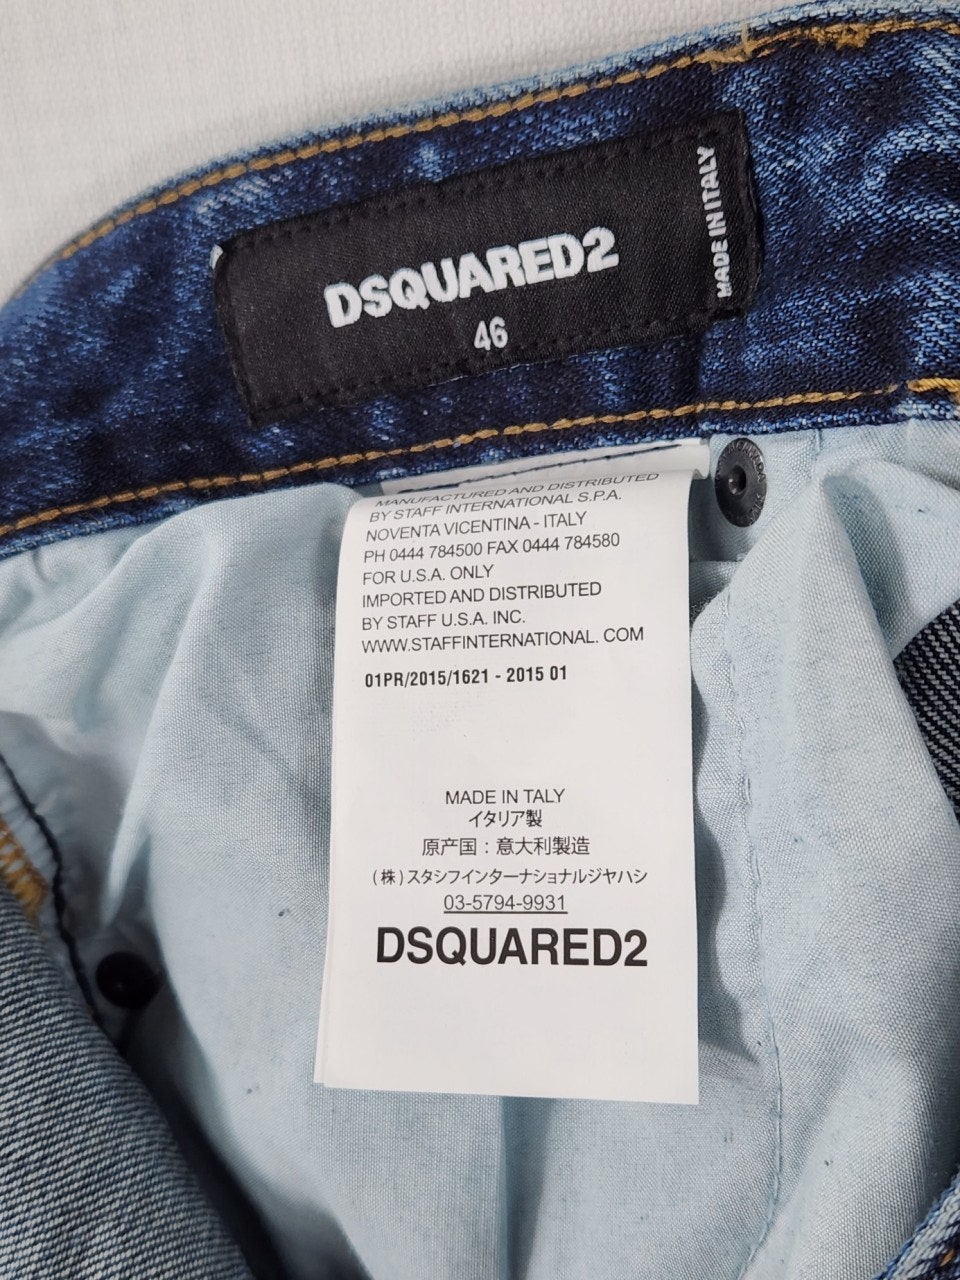 DSQUARED2
46
MADE IN ITALY
MANUFACTURED AND DISTRIBUTED
BY STAFF INTERNATIONAL S.P.A.
NOVENTA VICENTINA - ITALY
PH 0444 784500 FAX 0444 784580
FOR U.S.A. ONLY
IMPORTED AND DISTRIBUTED
BY STAFF U.S.A. INC.
WWW.STAFFINTERNATIONAL. COM
01PR/2015/1621 - 2015 01
MADE IN TALY
イタリア製
原产国：意大利製造
(株)スタシフインターナショナルジヤハシ
03-5794-9931
DSQUARED2